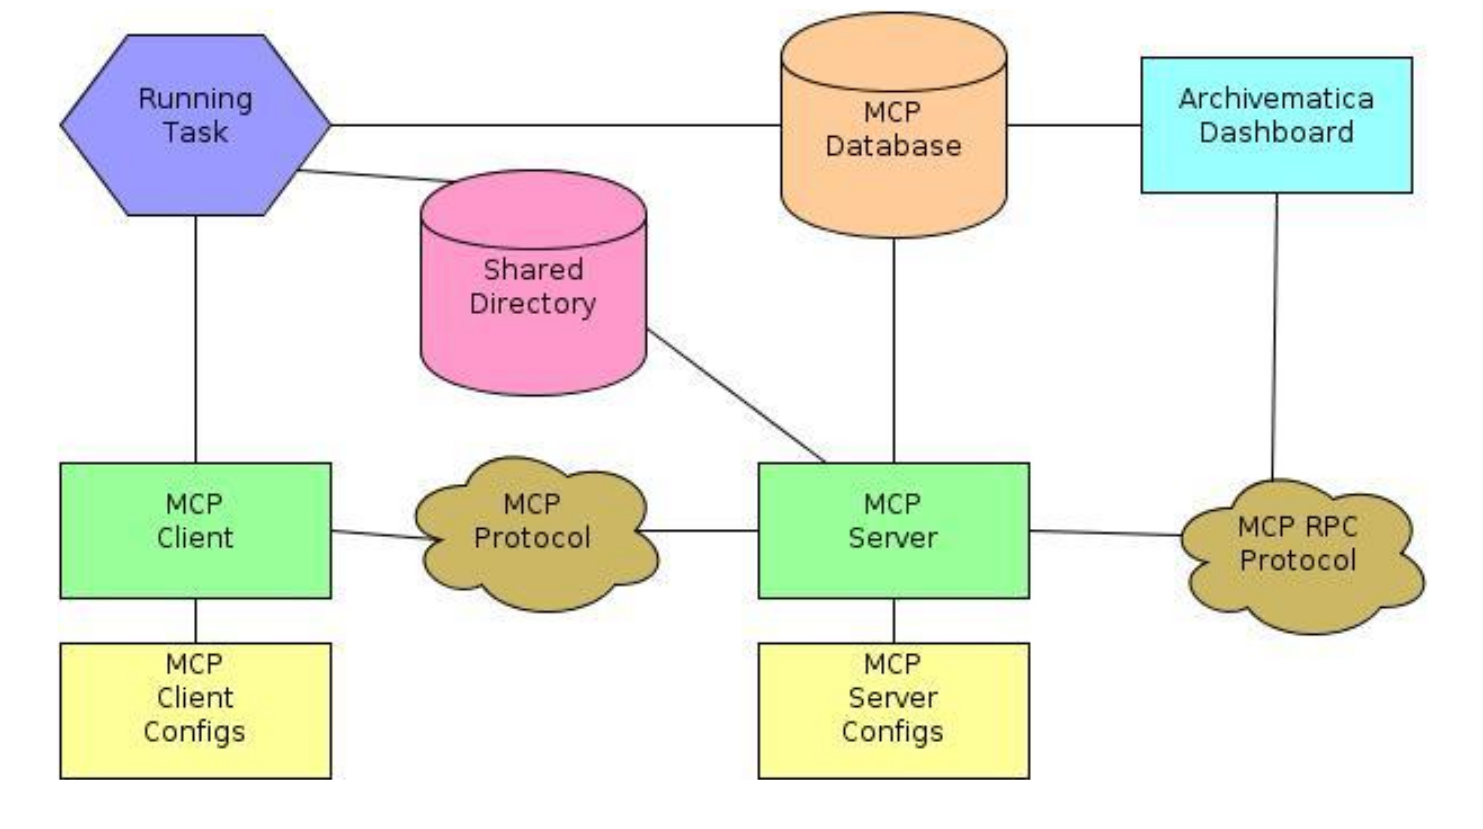 Running
Task
MCP
Database
Archivematica
Dashboard
Shared
Directory
MCP
Client
MCP
Protocol
MCP
Server
MCP RPC
Protocol
MCP
Client
Configs
MCP
Server
Configs